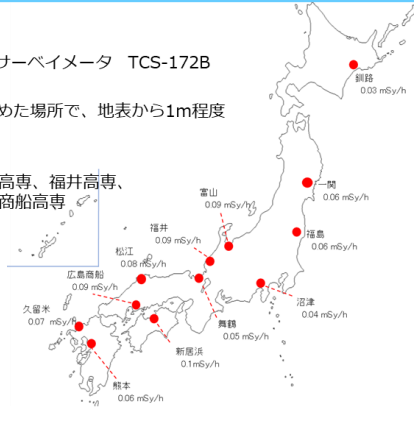 サーベイメータ　TCS-172B
めた場所で、地表から1m程度
高専、福井高専、
商船高専
釧路
0.03 mSy/h
一関
0.06 mSy/h
富山
0.09 mSy/h
福島
0.06 mSy/h
福井
0.09 mSy/h
松江
0.08 mSy/h
広島商船
0.09 mSy/h
沼津
0.04 mSy/h
久留米
0.07 mSy/h
舞鶴
0.05 mSy/h
新居浜
0.1mSy/h
熊本
0.06 mSy/h